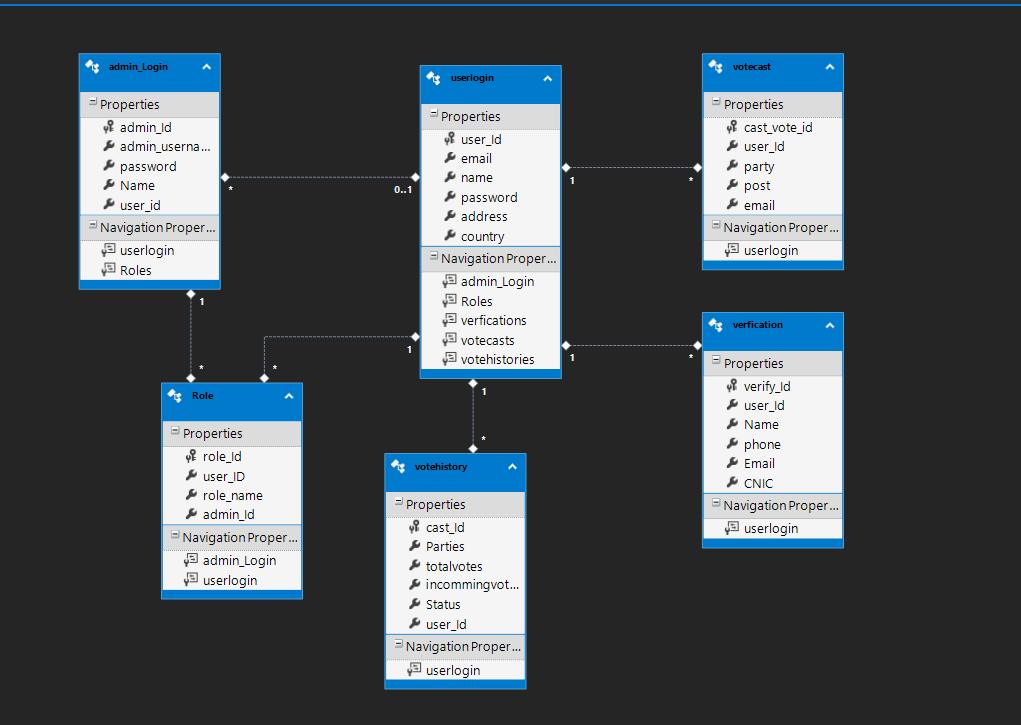 admin_Login
Properties
admin_Id
admin_userna...
password
Name
user_id
Navigation Proper...
userlogin
Roles
userlogin
Properties
user_Id
email
name
password
address
country
Navigation Proper...
admin_Login
Roles
verfications
votecasts
votehistories
votecast
Properties
cast_vote_id
user_Id
party
post
email
Navigation Proper...
userlogin
*
0..1
1
*
verfication
Properties
verify_Id
user_Id
Name
phone
Email
CNIC
Navigation Proper...
userlogin
1
*
1
*
1
*
Role
Properties
role_Id
user_ID
role_name
admin_Id
Navigation Proper...
admin_Login
userlogin
1
*
votehistory
Properties
cast_Id
Parties
totalvotes
incommingvot...
Status
user_Id
Navigation Proper...
userlogin